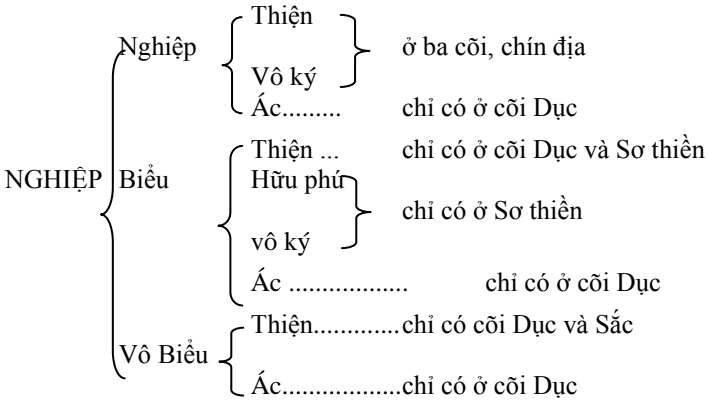 Thiện
Nghiệp ở ba cõi, chín địa
Vô ký
Ác......... chỉ có ở cõi Dục
Thiện ... chỉ có ở cõi Dục và Sơ thiền
NGHIỆP Biểu Hữu phú
chỉ có ở Sơ thiền
vô ký
Ác .................. chỉ có ở cõi Dục
Thiện.............chỉ có cõi Dục và Sắc
Vô Biểu
Ác..................chỉ có ở cõi Dục